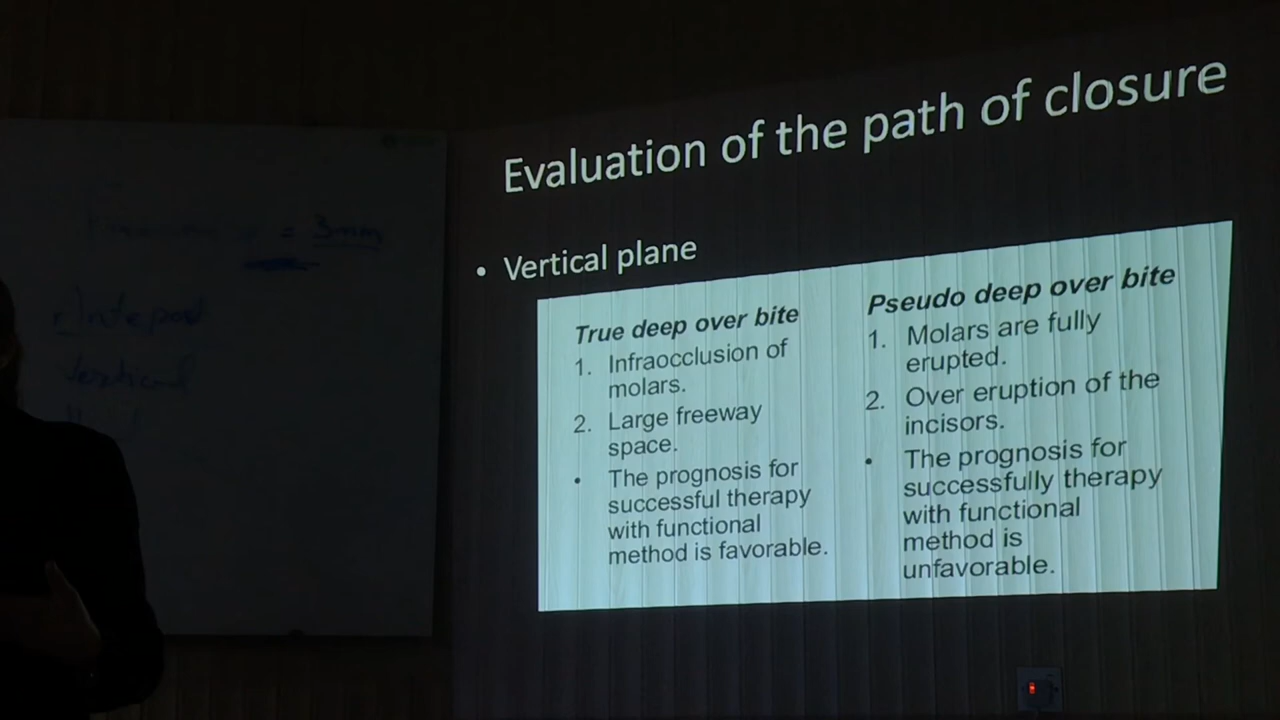 Evaluation of the path of closure
• Vertical plane
True deep over bite
1. Infraocclusion of
molars.
2. Large freeway
space.
• The prognosis for
successful therapy
with functional
method is favorable.
Pseudo deep over bite
1. Molars are fully
erupted.
2. Over eruption of the
incisors.
• The prognosis for
successfully therapy
with functional
method is
unfavorable.
= 3mm
Vertical